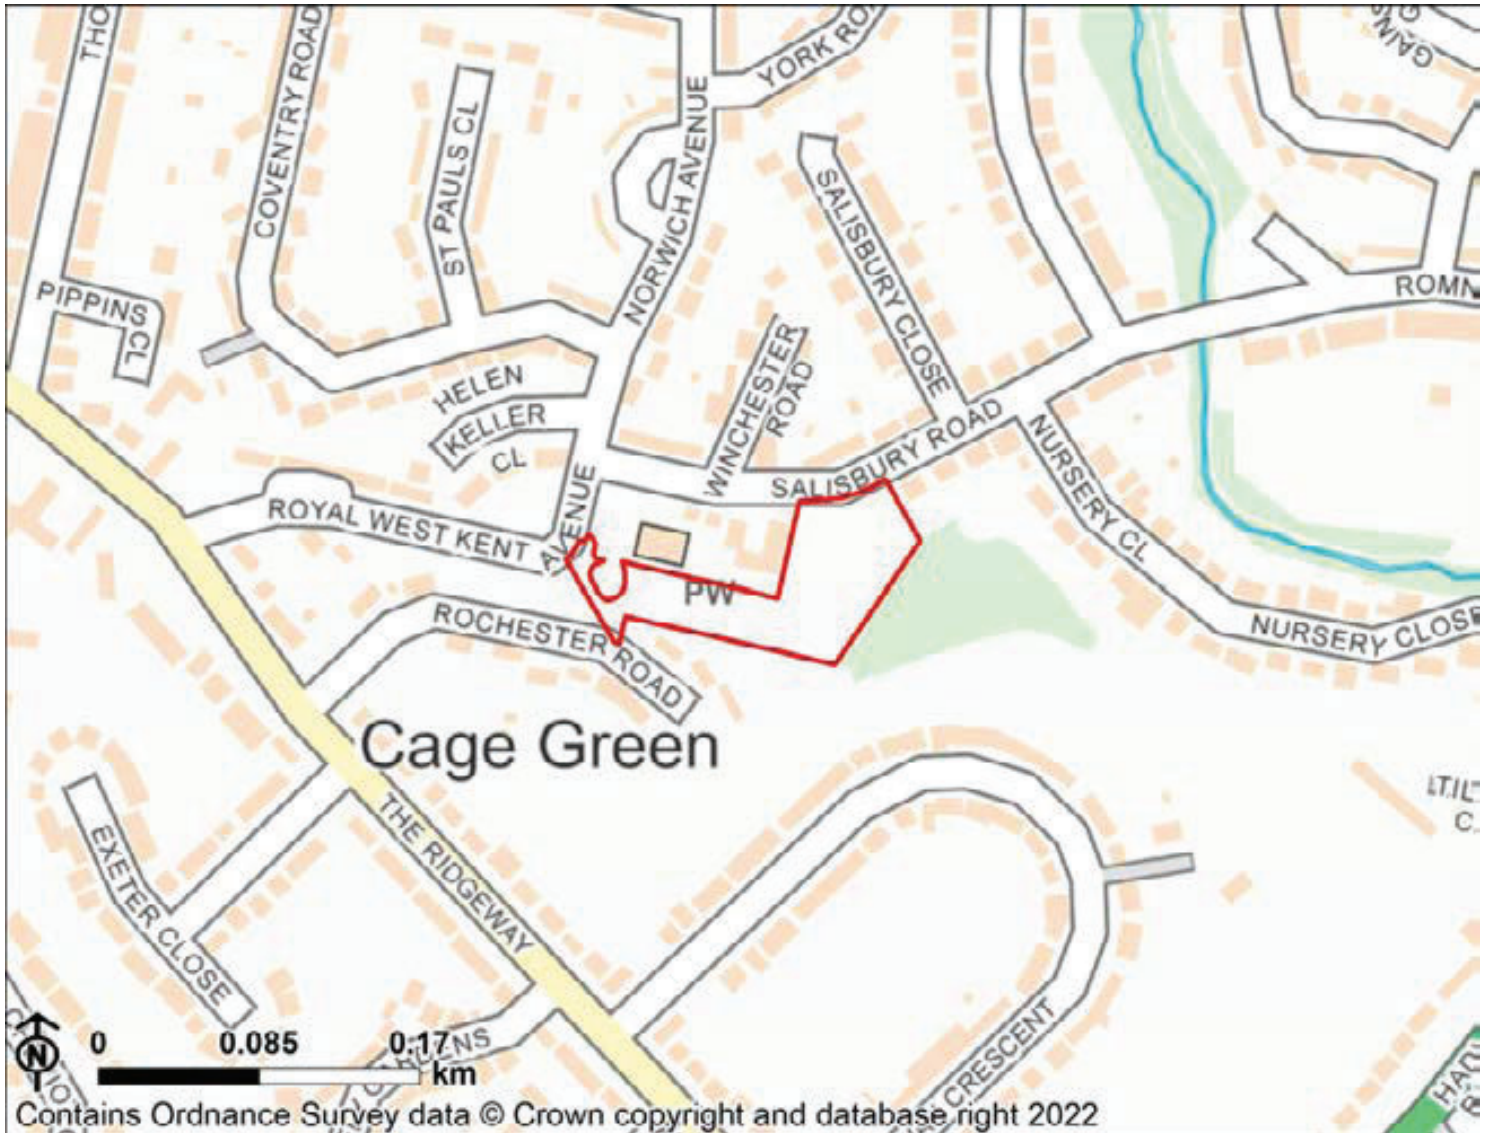 THO
COVENTRY ROAD
ST PAULS CL
NORWICH AVENUE
YORK RO
GAINS
G
SALISBURY CLOSE
PIPPINS
CL
ROMN
WINCHESTER
ROAD
HELEN
KELLER
CL
SALISBURY ROAD
NURSERY CL
ROYAL WEST KENT
AVENUE
PW
ROCHESTER ROAD
NURSERY CLOSE
Cage Green
THE RIDGEWAY
EXETER CLOSE
CRESCENT
N
0 0.085 0.17
km
Contains Ordnance Survey data © Crown copyright and database right 2022